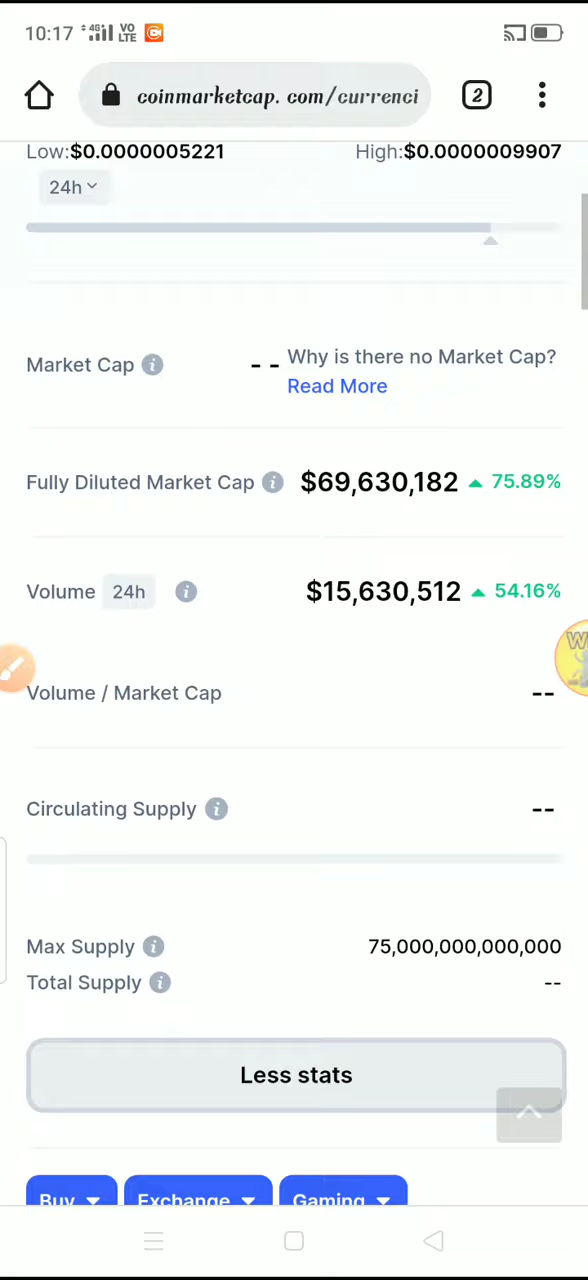 10:17 4G VO LTE
coinmarketcap. com/currenci 2
Low:$0.0000005221 High:$0.0000009907
24h
Market Cap -- Why is there no Market Cap?
Read More
Fully Diluted Market Cap $69,630,182 75.89%
Volume 24h $15,630,512 54.16%
W
Volume / Market Cap --
Circulating Supply --
Max Supply 75,000,000,000,000
Total Supply --
Less stats
Buy Exchange Gaming